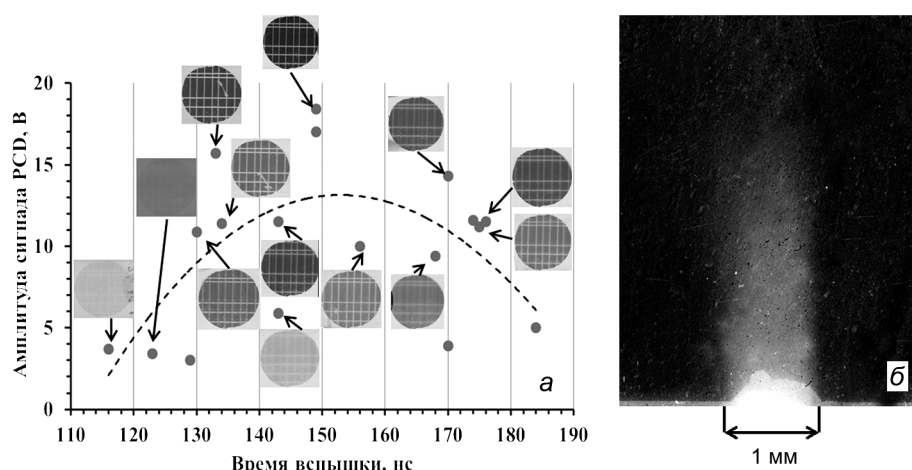 Амплитуда сигнада PCD, В
20
15
10
5
0
110 120 130 140 150 160 170 180 190
Время вспышки, нс
а
б
1 мм